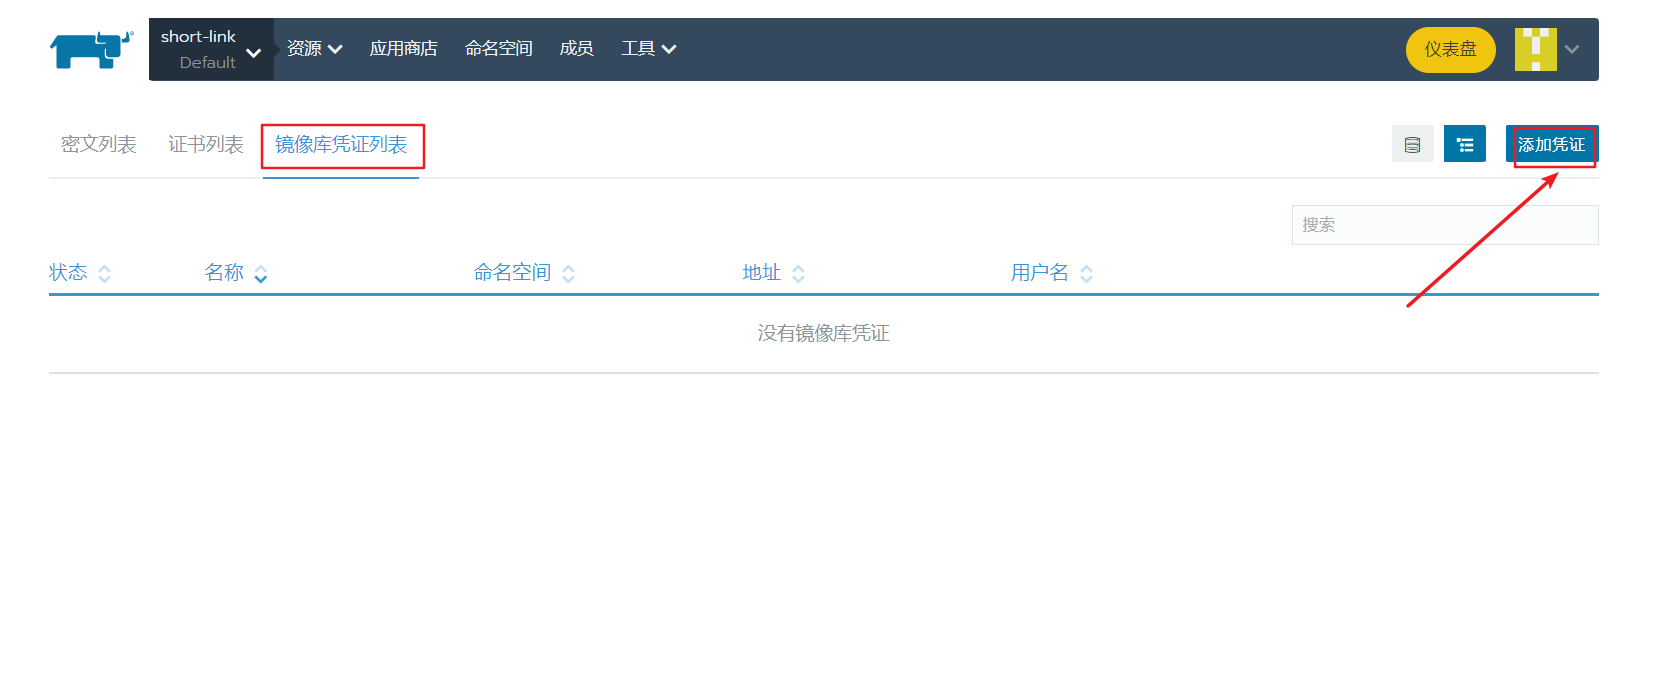 short-link
Default
资源 应用商店 命名空间 成员 工具 仪表盘
密文列表 证书列表 镜像库凭证列表 添加凭证
搜索
状态 名称 命名空间 地址 用户名
没有镜像库凭证